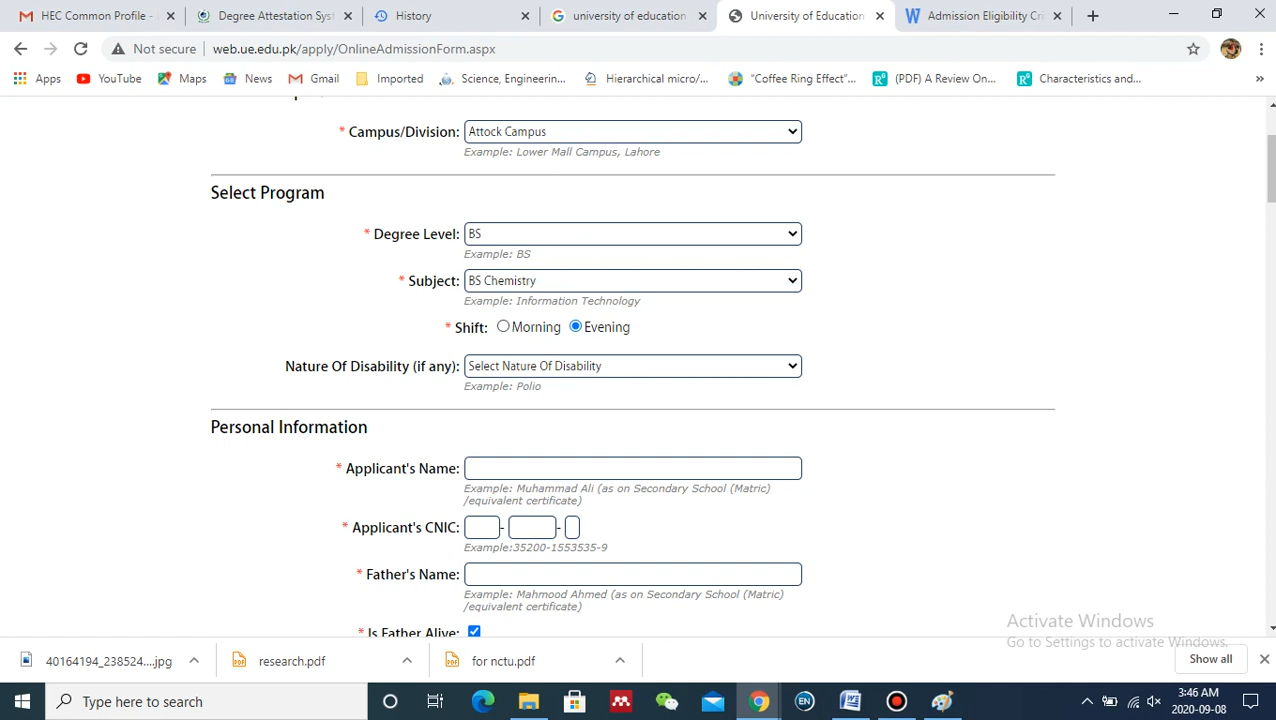 HEC Common Profile - Degree Attestation Sys History university of education University of Education Admission Eligibility Cri
Not secure web.ue.edu.pk/apply/OnlineAdmissionForm.aspx
Apps YouTube Maps News Gmail Imported Science, Engineerin... Hierarchical micro/... "Coffee Ring Effect"... (PDF) A Review On... Characteristics and...
* Campus/Division: Attock Campus
Example: Lower Mall Campus, Lahore
Select Program
* Degree Level: BS
Example: BS
* Subject: BS Chemistry
Example: Information Technology
* Shift: Morning Evening
Nature Of Disability (if any): Select Nature Of Disability
Example: Polio
Personal Information
* Applicant's Name:
Example: Muhammad Ali (as on Secondary School (Matric)
/equivalent certificate)
* Applicant's CNIC: - -
Example:35200-1553535-9
* Father's Name:
Example: Mahmood Ahmed (as on Secondary School (Matric)
/equivalent certificate)
* Is Father Alive:
Activate Windows
Go to Settings to activate Windows.
40164194_238524....jpg research.pdf for nctu.pdf Show all
Type here to search EN 3:46 AM
2020-09-08